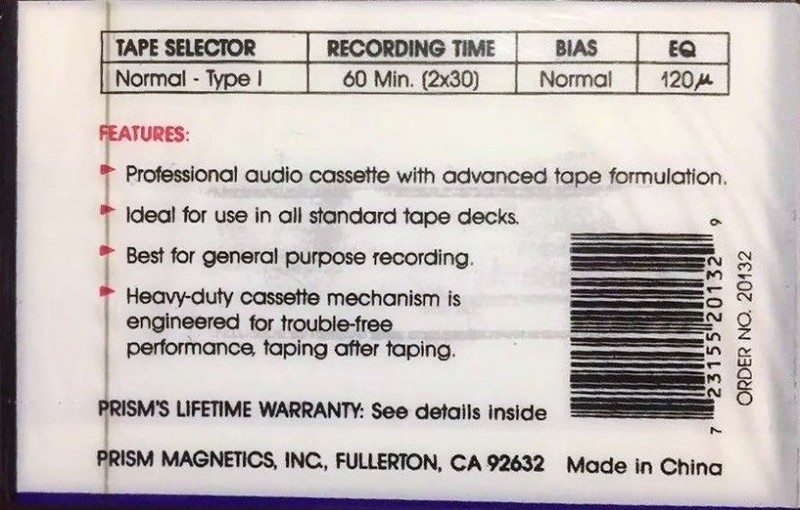 TAPE SELECTOR RECORDING TIME BIAS EQ
Normal - Type I 60 Min. (2x30) Normal 120µ
FEATURES:
Professional audio cassette with advanced tape formulation.
Ideal for use in all standard tape decks.
Best for general purpose recording.
Heavy-duty cassette mechanism is
engineered for trouble-free
performance, taping after taping.
7 23155 20132 9
ORDER NO. 20132
PRISM'S LIFETIME WARRANTY: See details inside
PRISM MAGNETICS, INC., FULLERTON, CA 92632 Made in China